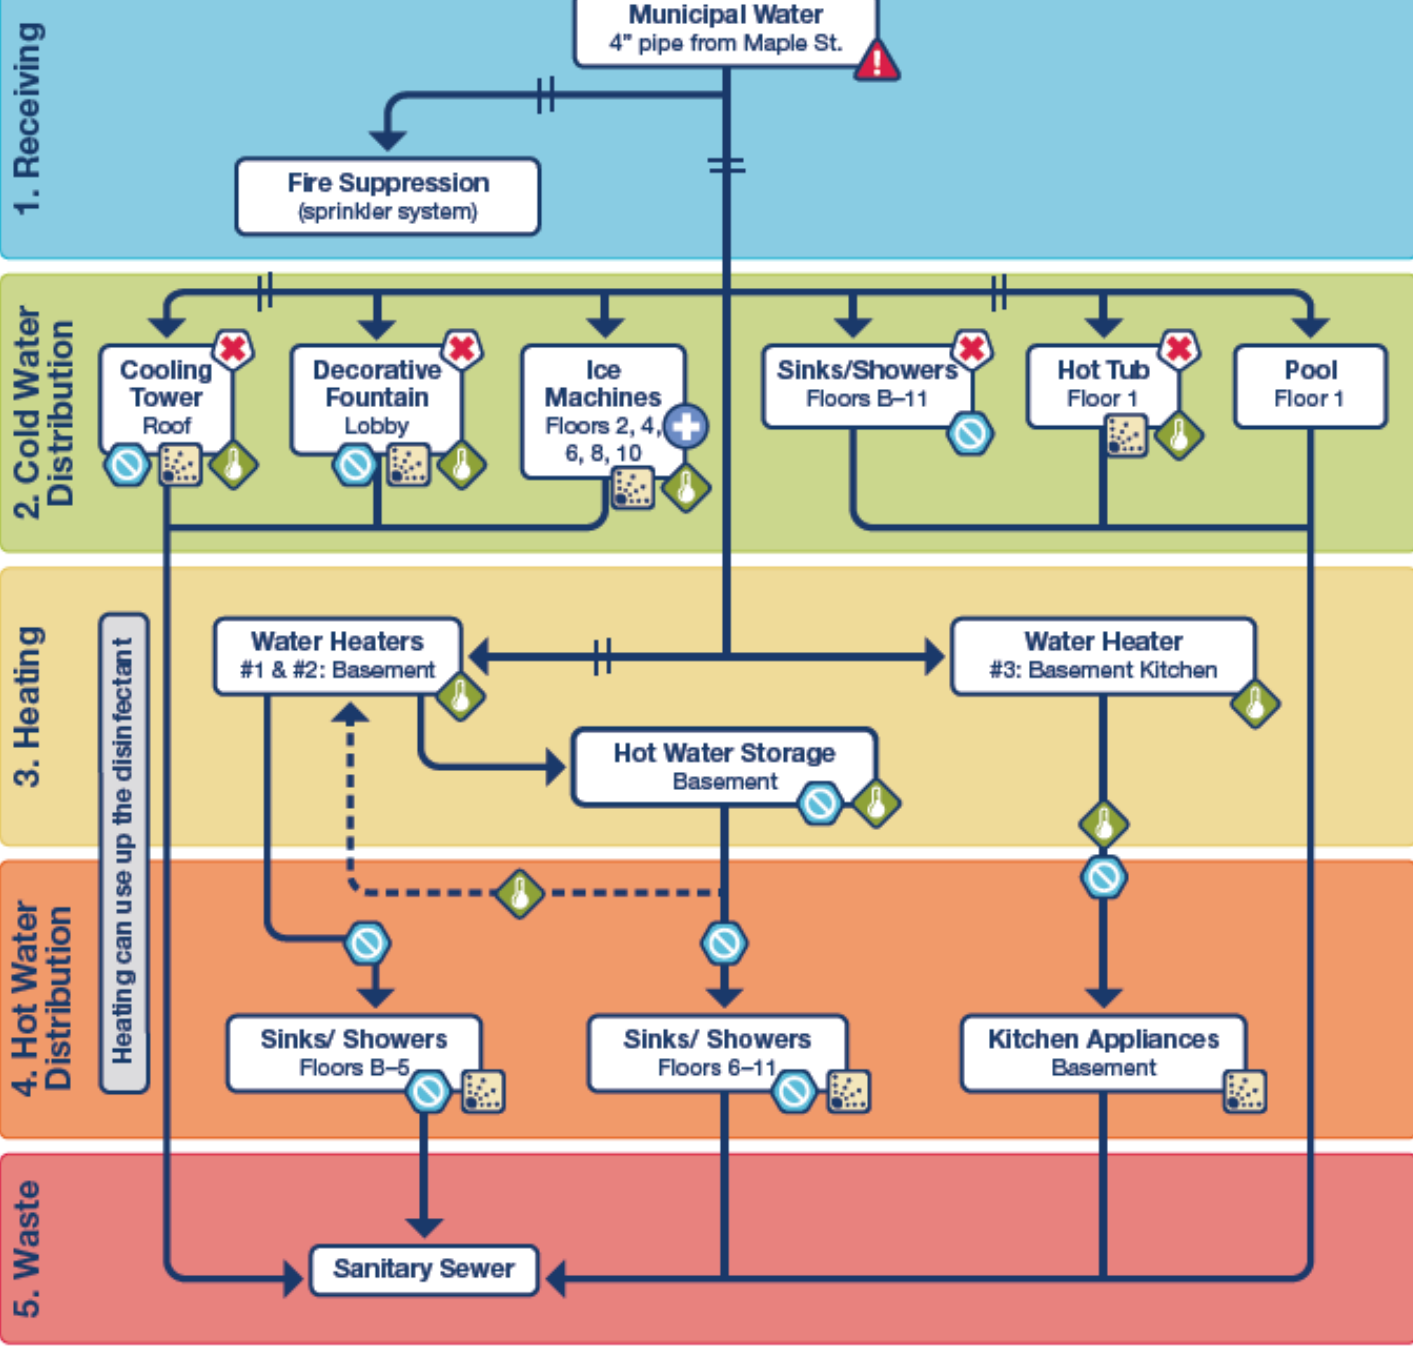 1. Receiving
Municipal Water
4" pipe from Maple St.
Fire Suppression
(sprinkler system)
2. Cold Water
Distribution
Cooling
Tower
Roof
Decorative
Fountain
Lobby
Ice
Machines
Floors 2, 4,
6, 8, 10
Sinks/Showers
Floors B–11
Hot Tub
Floor 1
Pool
Floor 1
3. Heating
Heating can use up the disinfectant
Water Heaters
#1 & #2: Basement
Water Heater
#3: Basement Kitchen
Hot Water Storage
Basement
4. Hot Water
Distribution
Sinks/ Showers
Floors B–5
Sinks/ Showers
Floors 6–11
Kitchen Appliances
Basement
5. Waste
Sanitary Sewer